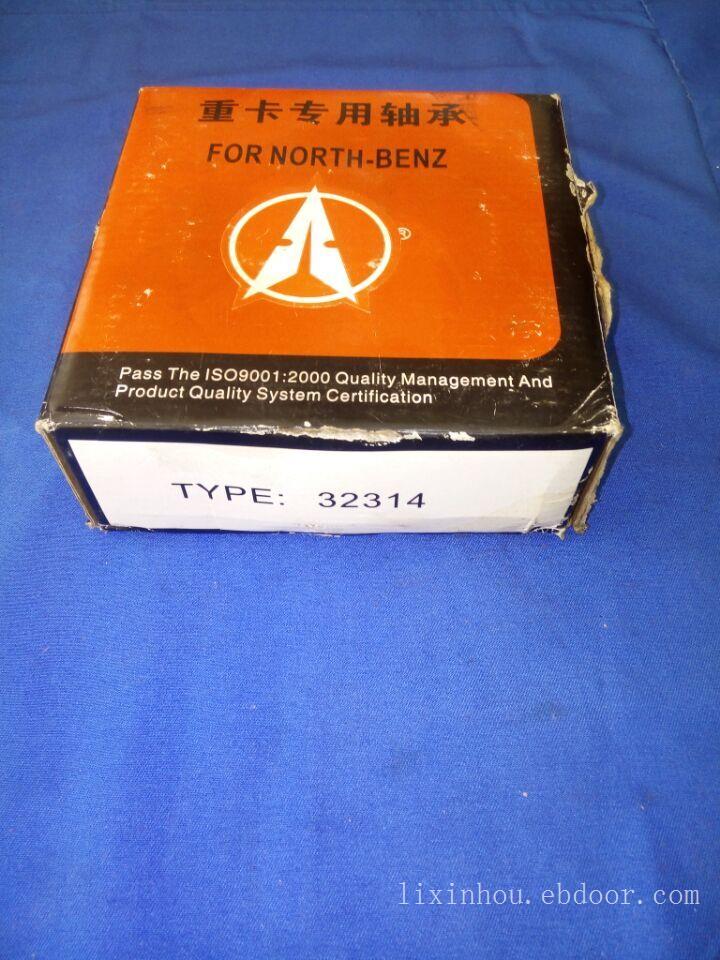 重卡专用轴承
FOR NORTH-BENZ
®
Pass The ISO9001:2000 Quality Management And
Product Quality System Certification
TYPE: 32314
lixinhou.ebdoor.com